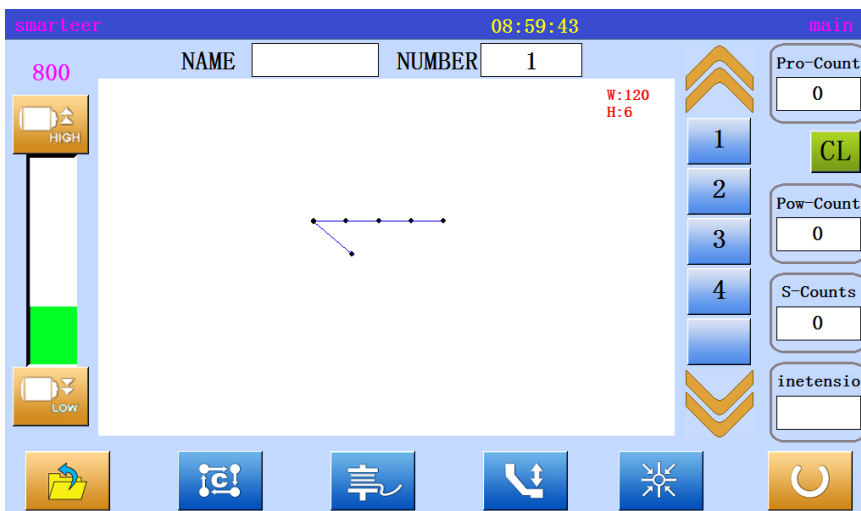 smarteer 08:59:43 main
800 NAME NUMBER 1 Pro-Count
0
W:120
H:6
HIGH
1
CL
2
Pow-Count
0
3
4
S-Counts
0
inetensio
LOW
C